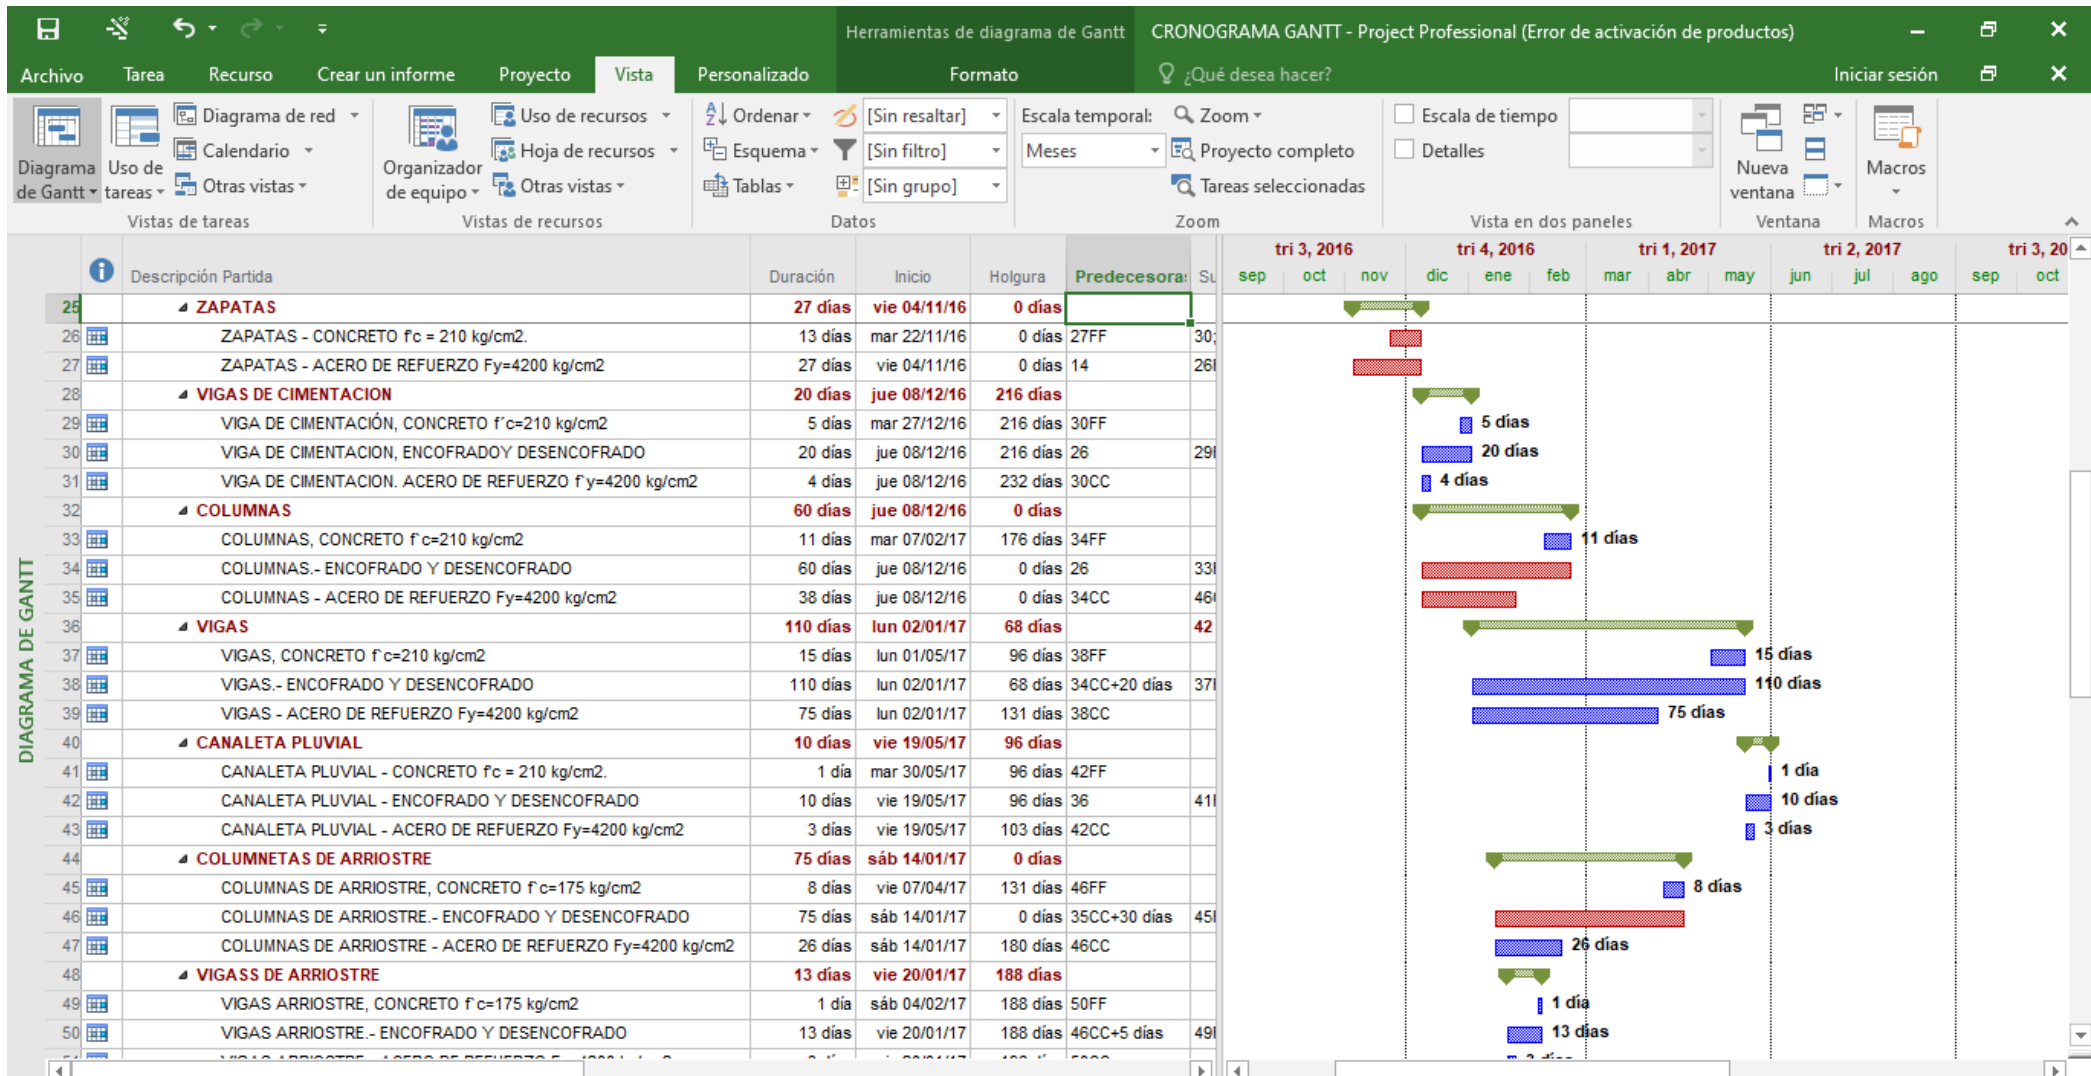 Herramientas de diagrama de Gantt CRONOGRAMA GANTT - Project Professional (Error de activación de productos)
Archivo Tarea Recurso Crear un informe Proyecto Vista Personalizado Formato ¿Qué desea hacer? Iniciar sesión
Diagrama de Gantt
Uso de tareas
Diagrama de red
Calendario
Otras vistas
Vistas de tareas
Organizador de equipo
Uso de recursos
Hoja de recursos
Otras vistas
Vistas de recursos
Ordenar
Esquema
Tablas
[Sin resaltar]
[Sin filtro]
[Sin grupo]
Datos
Escala temporal:
Meses
Zoom
Proyecto completo
Tareas seleccionadas
Zoom
Escala de tiempo
Detalles
Vista en dos paneles
Nueva ventana
Ventana
Macros
Macros
DIAGRAMA DE GANTT
tri 3, 2016 tri 4, 2016 tri 1, 2017 tri 2, 2017 tri 3, 20
Descripción Partida Duración Inicio Holgura Predecesoras Su sep oct nov dic ene feb mar abr may jun jul ago sep oct
25 ZAPATAS 27 días vie 04/11/16 0 días
26 ZAPATAS - CONCRETO f'c = 210 kg/cm2. 13 días mar 22/11/16 0 días 27FF 30;
27 ZAPATAS - ACERO DE REFUERZO Fy=4200 kg/cm2 27 días vie 04/11/16 0 días 14 26
28 VIGAS DE CIMENTACION 20 días jue 08/12/16 216 días
29 VIGA DE CIMENTACIÓN, CONCRETO f´c=210 kg/cm2 5 días mar 27/12/16 216 días 30FF 5 días
30 VIGA DE CIMENTACION, ENCOFRADOY DESENCOFRADO 20 días jue 08/12/16 216 días 26 29 20 días
31 VIGA DE CIMENTACION. ACERO DE REFUERZO f`y=4200 kg/cm2 4 días jue 08/12/16 232 días 30CC 4 días
32 COLUMNAS 60 días jue 08/12/16 0 días
33 COLUMNAS, CONCRETO f`c=210 kg/cm2 11 días mar 07/02/17 176 días 34FF 11 días
34 COLUMNAS.- ENCOFRADO Y DESENCOFRADO 60 días jue 08/12/16 0 días 26 33
35 COLUMNAS - ACERO DE REFUERZO Fy=4200 kg/cm2 38 días jue 08/12/16 0 días 34CC 46
36 VIGAS 110 días lun 02/01/17 68 días 42
37 VIGAS, CONCRETO f`c=210 kg/cm2 15 días lun 01/05/17 96 días 38FF 15 días
38 VIGAS.- ENCOFRADO Y DESENCOFRADO 110 días lun 02/01/17 68 días 34CC+20 días 37 110 días
39 VIGAS - ACERO DE REFUERZO Fy=4200 kg/cm2 75 días lun 02/01/17 131 días 38CC 75 días
40 CANALETA PLUVIAL 10 días vie 19/05/17 96 días
41 CANALETA PLUVIAL - CONCRETO f'c = 210 kg/cm2. 1 día mar 30/05/17 96 días 42FF 1 día
42 CANALETA PLUVIAL - ENCOFRADO Y DESENCOFRADO 10 días vie 19/05/17 96 días 36 41 10 días
43 CANALETA PLUVIAL - ACERO DE REFUERZO Fy=4200 kg/cm2 3 días vie 19/05/17 103 días 42CC 3 días
44 COLUMNETAS DE ARRIOSTRE 75 días sáb 14/01/17 0 días
45 COLUMNAS DE ARRIOSTRE, CONCRETO f`c=175 kg/cm2 8 días vie 07/04/17 131 días 46FF 8 días
46 COLUMNAS DE ARRIOSTRE.- ENCOFRADO Y DESENCOFRADO 75 días sáb 14/01/17 0 días 35CC+30 días 45
47 COLUMNAS DE ARRIOSTRE - ACERO DE REFUERZO Fy=4200 kg/cm2 26 días sáb 14/01/17 180 días 46CC 26 días
48 VIGASS DE ARRIOSTRE 13 días vie 20/01/17 188 días
49 VIGAS ARRIOSTRE, CONCRETO f`c=175 kg/cm2 1 día sáb 04/02/17 188 días 50FF 1 día
50 VIGAS ARRIOSTRE.- ENCOFRADO Y DESENCOFRADO 13 días vie 20/01/17 188 días 46CC+5 días 49 13 días